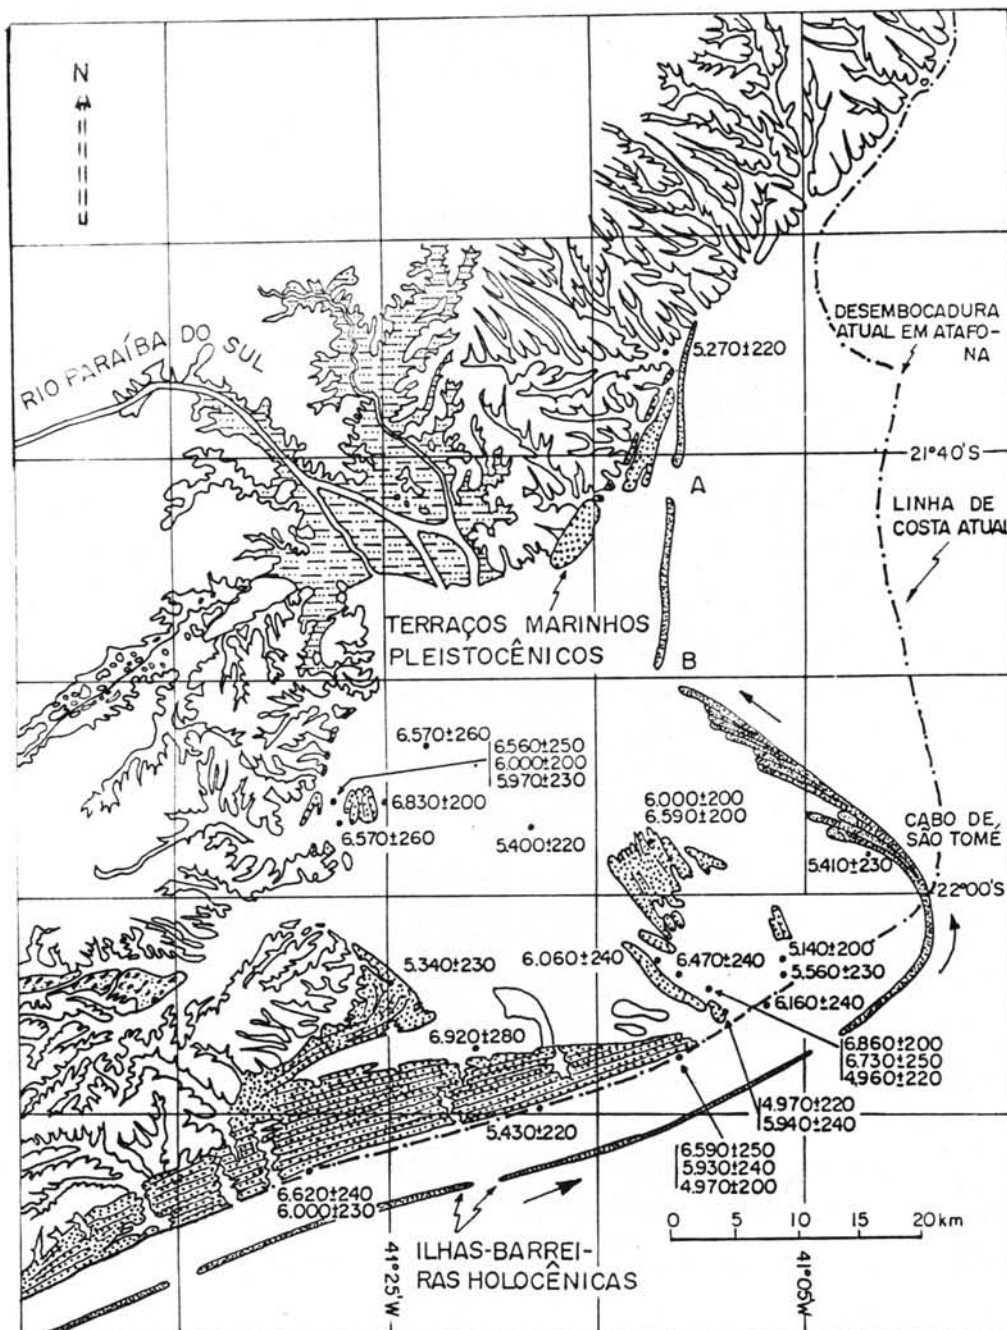 N
RIO PARAÍBA DO SUL
DESEMBOCADURA
ATUAL EM ATAFO-
NA
5.270±220
21°40'S
A
LINHA DE
COSTA ATUAL
TERRAÇOS MARINHOS
PLEISTOCÊNICOS
B
6.570±260
6.560±250
6.000±200
5.970±230
6.830±200
6.570±260
5.400±220
6.000±200
6.590±200
CABO DE
SÃO TOMÉ
5.410±230
22°00'S
5.340±230
6.060±240
6.470±240
5.140±200
5.560±230
6.160±240
6.920±280
6.860±200
6.730±250
4.960±220
4.970±220
5.940±240
5.430±220
6.590±250
5.930±240
4.970±200
6.620±240
6.000±230
0 5 10 15 20 km
ILHAS-BARREI-
RAS HOLOCÊNICAS
41°25'W
41°05'W